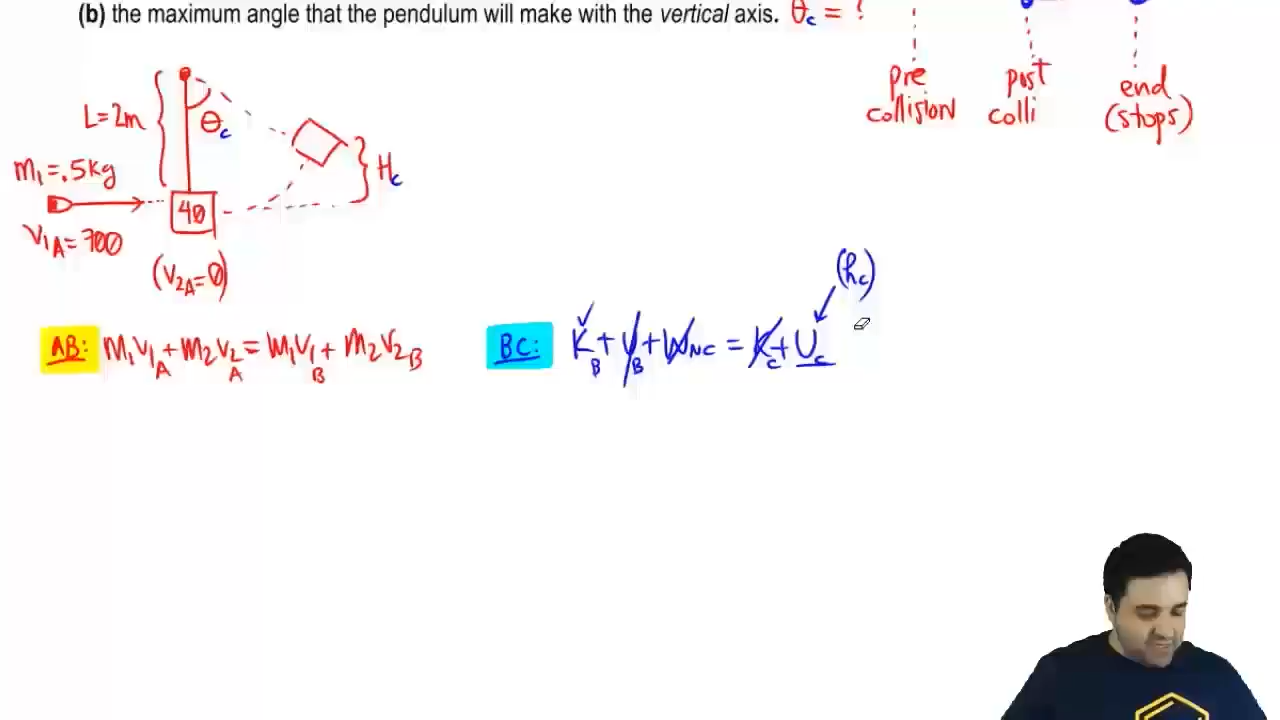 (b) the maximum angle that the pendulum will make with the vertical axis. θc = ?
pre collision
post colli
end (stops)
L=2m
θc
m1=.5kg
Hc
40
V1A=700
(V2A=0)
(hc)
AB: m1V1A+m2V2A=m1V1B+m2V2B
BC: KB+UB+WNC=KC+UC